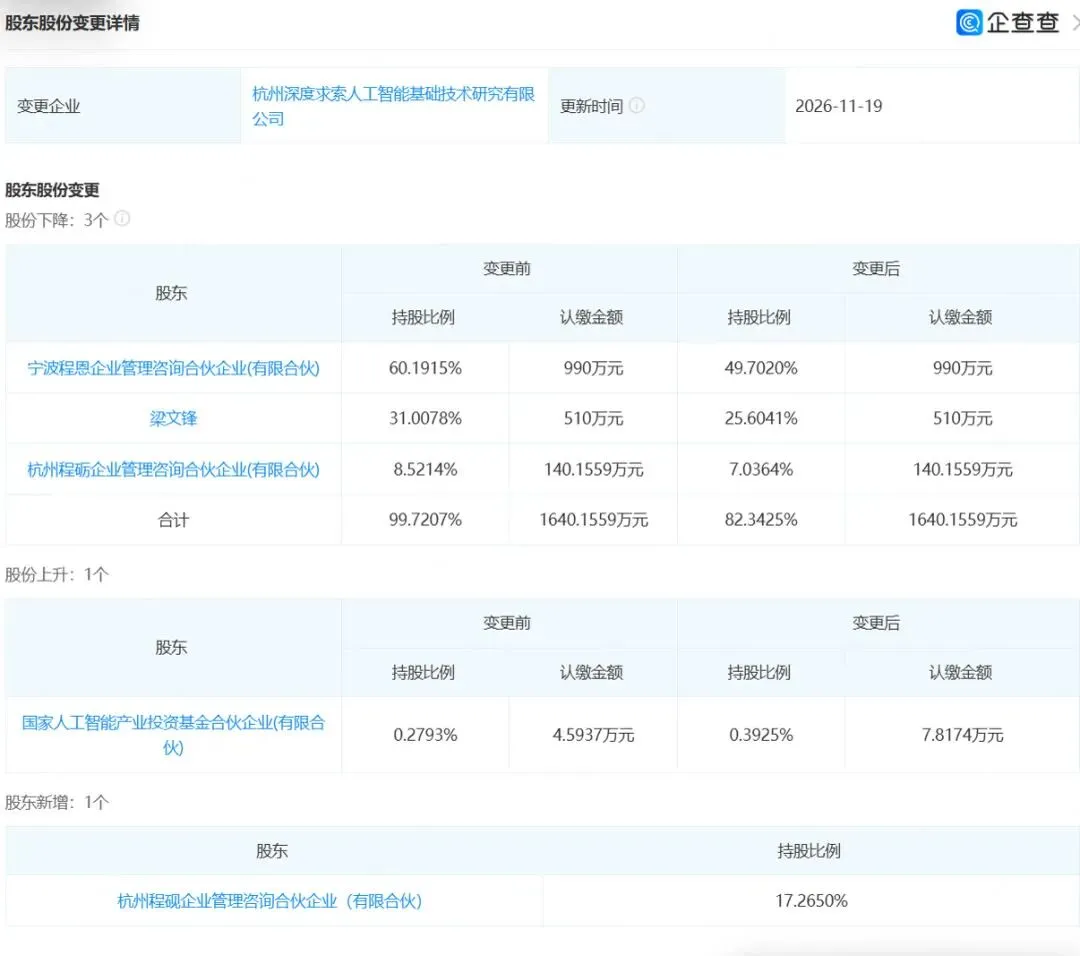 股东股份变更详情
企查查
变更企业
杭州深度求索人工智能基础技术研究有限
公司
更新时间
2026-11-19
股东股份变更
股份下降：3个
股东
变更前
变更后
持股比例
认缴金额
持股比例
认缴金额
宁波程恩企业管理咨询合伙企业(有限合伙)
60.1915%
990万元
49.7020%
990万元
梁文锋
31.0078%
510万元
25.6041%
510万元
杭州程砺企业管理咨询合伙企业(有限合伙)
8.5214%
140.1559万元
7.0364%
140.1559万元
合计
99.7207%
1640.1559万元
82.3425%
1640.1559万元
股份上升：1个
股东
变更前
变更后
持股比例
认缴金额
持股比例
认缴金额
国家人工智能产业投资基金合伙企业(有限合
伙)
0.2793%
4.5937万元
0.3925%
7.8174万元
股东新增：1个
股东
持股比例
杭州程砚企业管理咨询合伙企业（有限合伙）
17.2650%